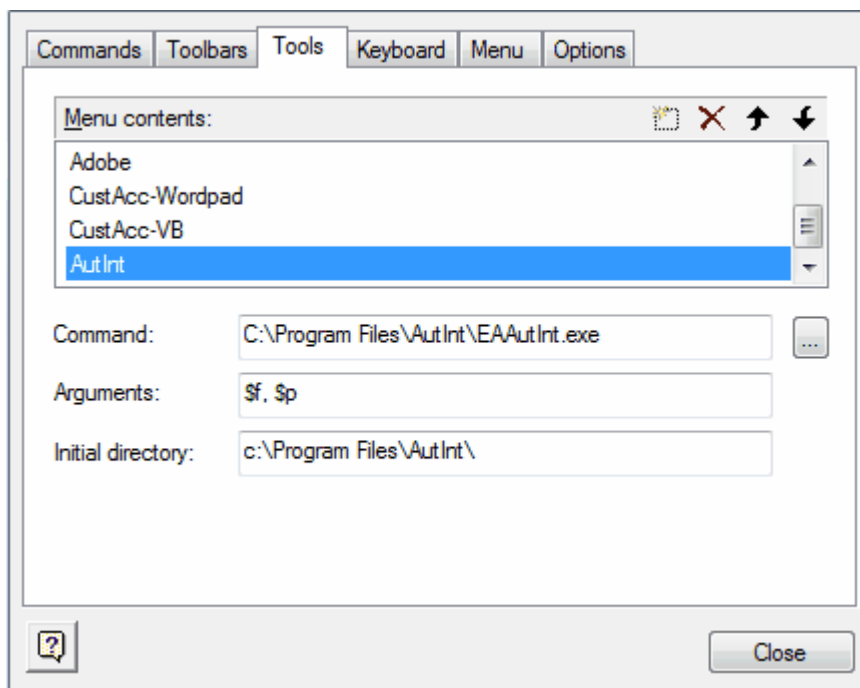 Commands Toolbars Tools Keyboard Menu Options
Menu contents:
Adobe
CustAcc-Wordpad
CustAcc-VB
AutInt
Command: C:\Program Files\AutInt\EAAutInt.exe ...
Arguments: $f, $p
Initial directory: c:\Program Files\AutInt\
? Close